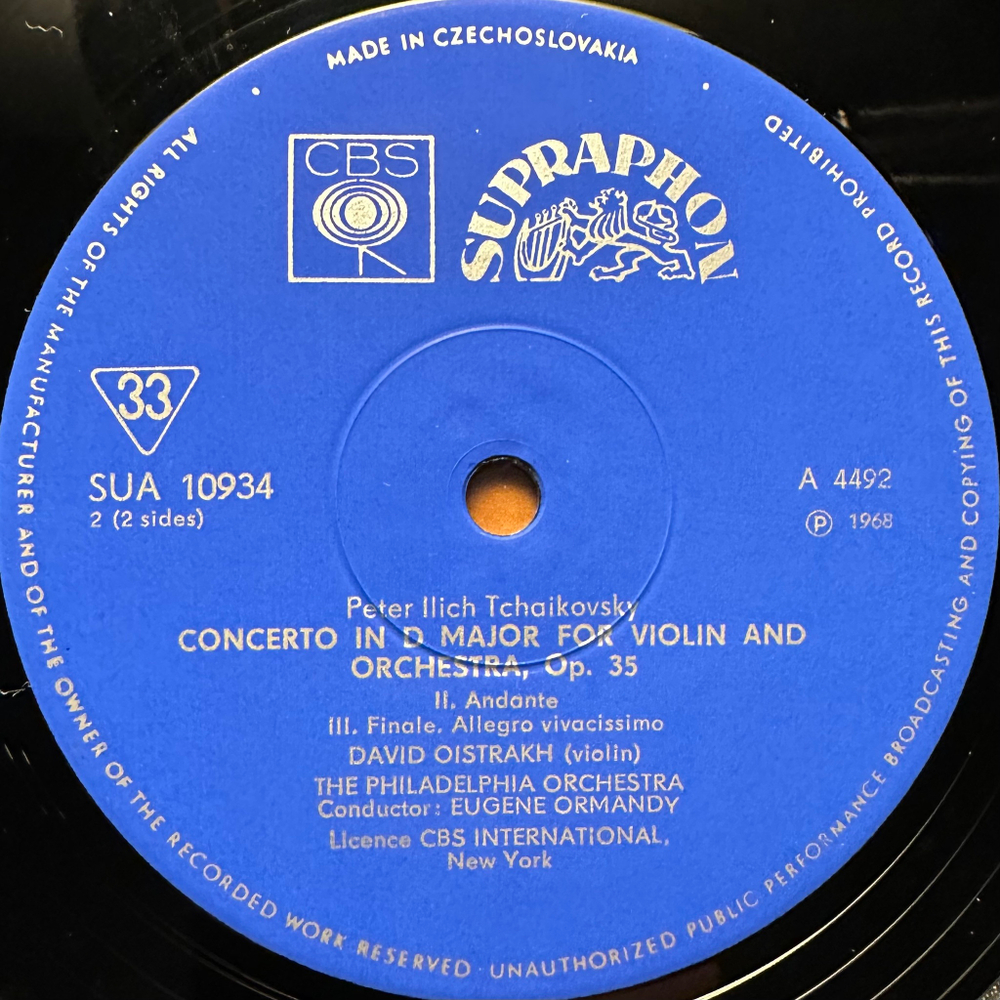 MADE IN CZECHOSLOVAKIA
CBS
SUPRAPHON
33
SUA 10934
2 (2 sides)
A 4492
Ⓟ 1968
Peter Ilich Tchaikovsky
CONCERTO IN D MAJOR FOR VIOLIN AND
ORCHESTRA, Op. 35
II. Andante
III. Finale. Allegro vivacissimo
DAVID OISTRAKH (violin)
THE PHILADELPHIA ORCHESTRA
Conductor: EUGENE ORMANDY
Licence CBS INTERNATIONAL,
New York
ALL RIGHTS OF THE MANUFACTURER AND OF THE OWNER OF THE RECORDED WORK RESERVED · UNAUTHORIZED PUBLIC PERFORMANCE BROADCASTING AND COPYING OF THIS RECORD PROHIBITED